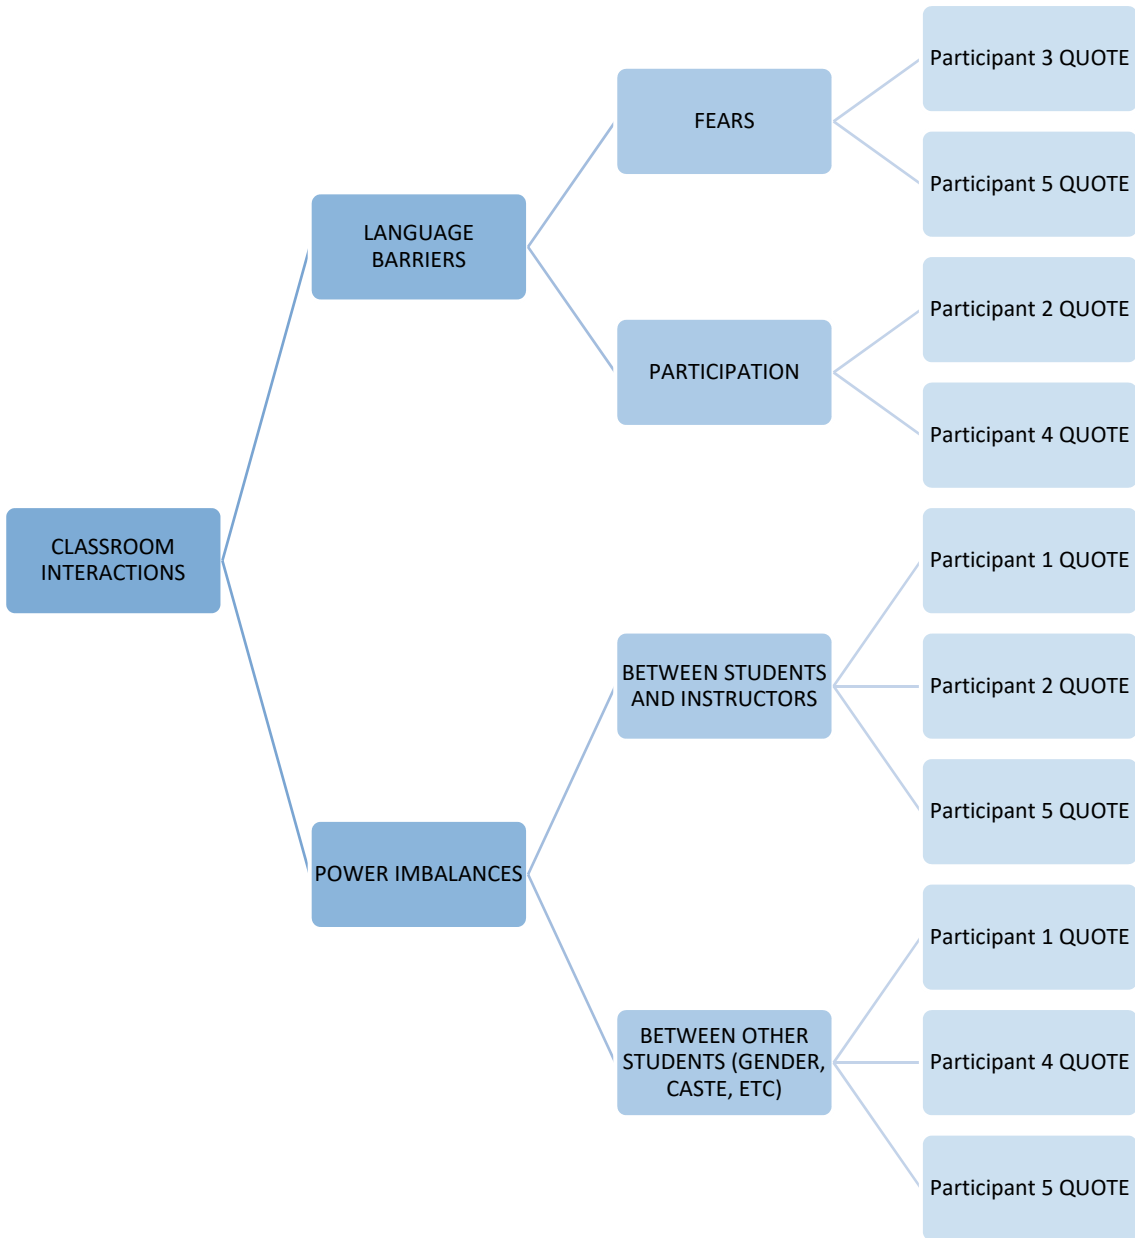 CLASSROOM
INTERACTIONS
LANGUAGE
BARRIERS
FEARS
Participant 3 QUOTE
Participant 5 QUOTE
PARTICIPATION
Participant 2 QUOTE
Participant 4 QUOTE
POWER IMBALANCES
BETWEEN STUDENTS
AND INSTRUCTORS
Participant 1 QUOTE
Participant 2 QUOTE
Participant 5 QUOTE
BETWEEN OTHER
STUDENTS (GENDER,
CASTE, ETC)
Participant 1 QUOTE
Participant 4 QUOTE
Participant 5 QUOTE